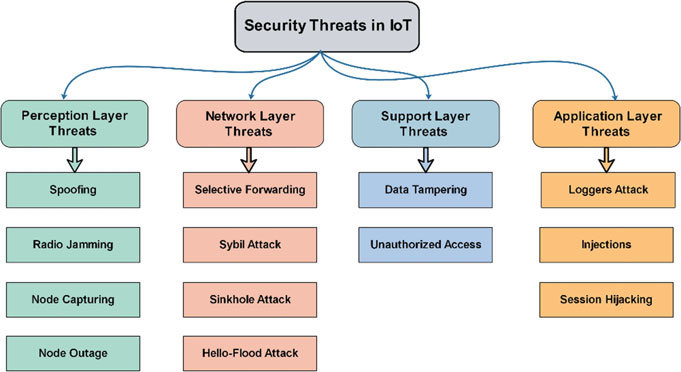 Security Threats in IoT
Perception Layer
Threats
Spoofing
Radio Jamming
Node Capturing
Node Outage
Network Layer
Threats
Selective Forwarding
Sybil Attack
Sinkhole Attack
Hello-Flood Attack
Support Layer
Threats
Data Tampering
Unauthorized Access
Application Layer
Threats
Loggers Attack
Injections
Session Hijacking